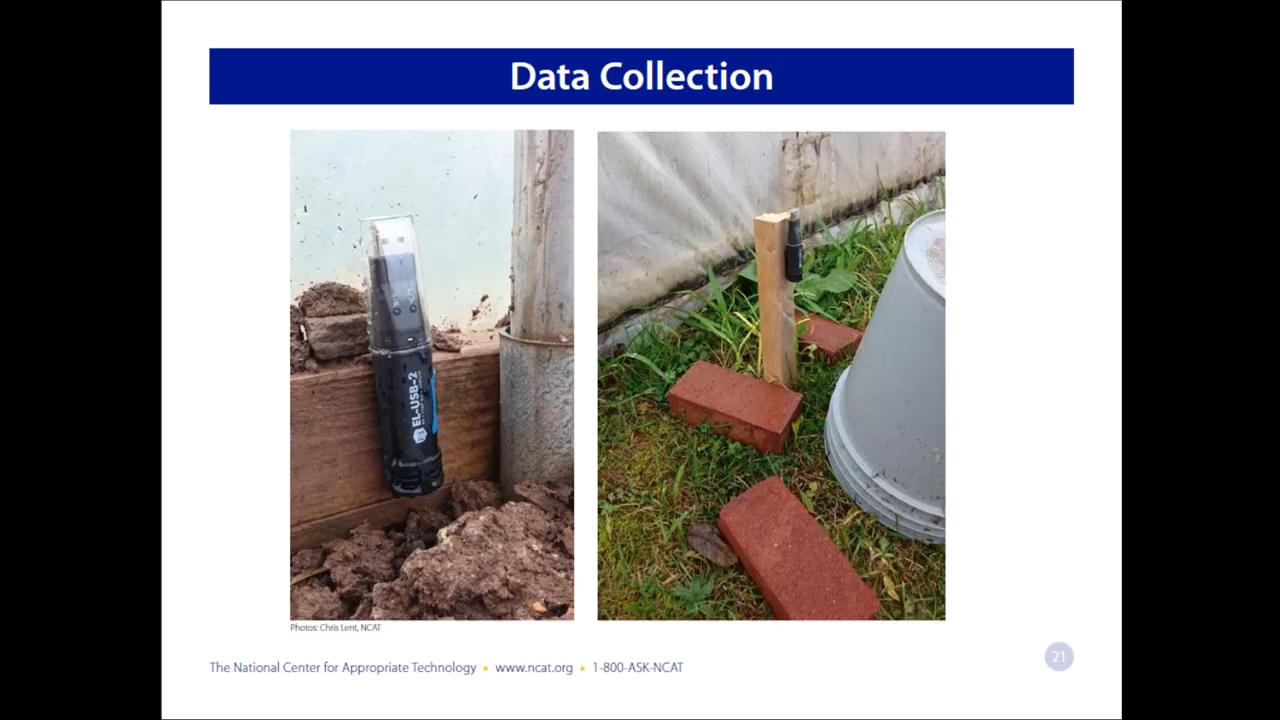 Data Collection
EL-USB-2
Photos: Chris Lent, NCAT
The National Center for Appropriate Technology ▪ www.ncat.org ▪ 1-800-ASK-NCAT
21